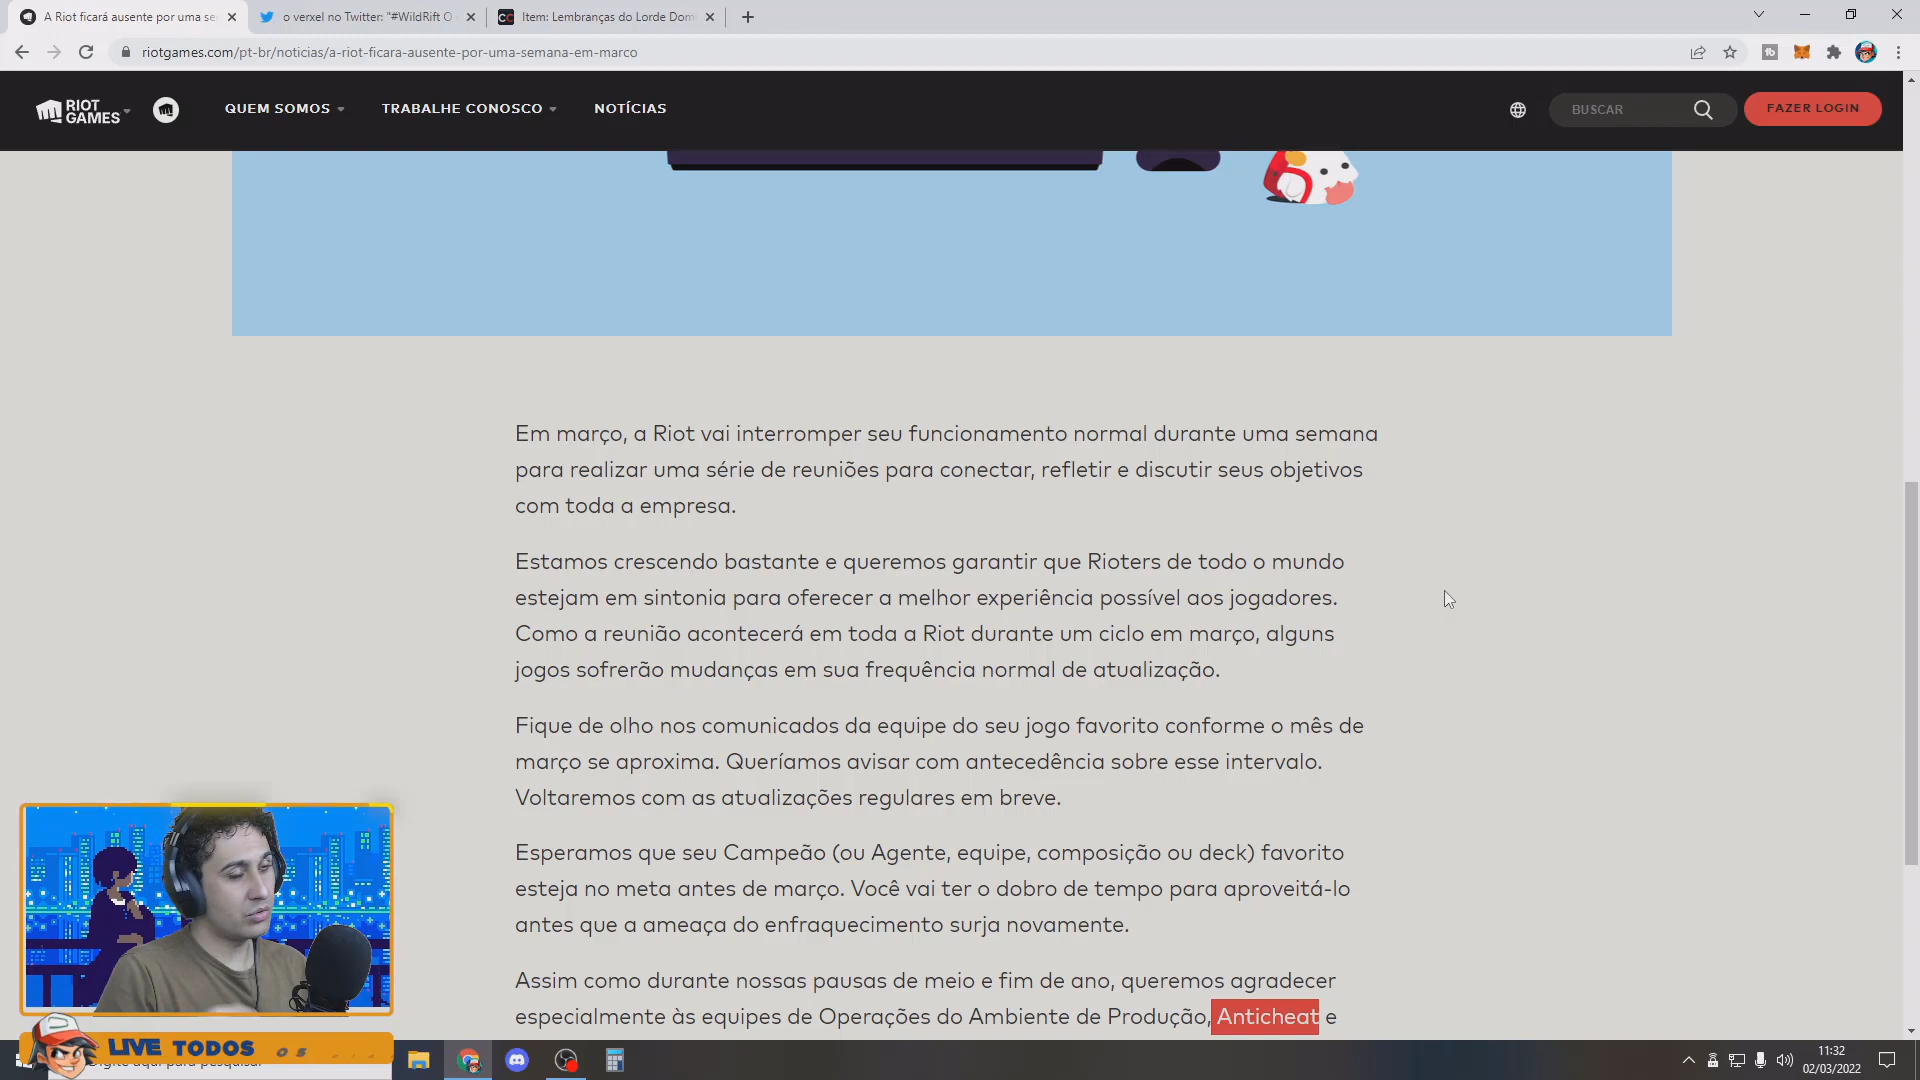 A Riot ficará ausente por uma se
o verxel no Twitter: "#WildRift O
Item: Lembranças do Lorde Dom
riotgames.com/pt-br/noticias/a-riot-ficara-ausente-por-uma-semana-em-marco
RIOT GAMES
QUEM SOMOS
TRABALHE CONOSCO
NOTÍCIAS
BUSCAR
FAZER LOGIN
Em março, a Riot vai interromper seu funcionamento normal durante uma semana
para realizar uma série de reuniões para conectar, refletir e discutir seus objetivos
com toda a empresa.
Estamos crescendo bastante e queremos garantir que Rioters de todo o mundo
estejam em sintonia para oferecer a melhor experiência possível aos jogadores.
Como a reunião acontecerá em toda a Riot durante um ciclo em março, alguns
jogos sofrerão mudanças em sua frequência normal de atualização.
Fique de olho nos comunicados da equipe do seu jogo favorito conforme o mês de
março se aproxima. Queríamos avisar com antecedência sobre esse intervalo.
Voltaremos com as atualizações regulares em breve.
Esperamos que seu Campeão (ou Agente, equipe, composição ou deck) favorito
esteja no meta antes de março. Você vai ter o dobro de tempo para aproveitá-lo
antes que a ameaça do enfraquecimento surja novamente.
Assim como durante nossas pausas de meio e fim de ano, queremos agradecer
especialmente às equipes de Operações do Ambiente de Produção, Anticheat e
LIVE TODOS OS
aqui para pesquisar
11:32
02/03/2022